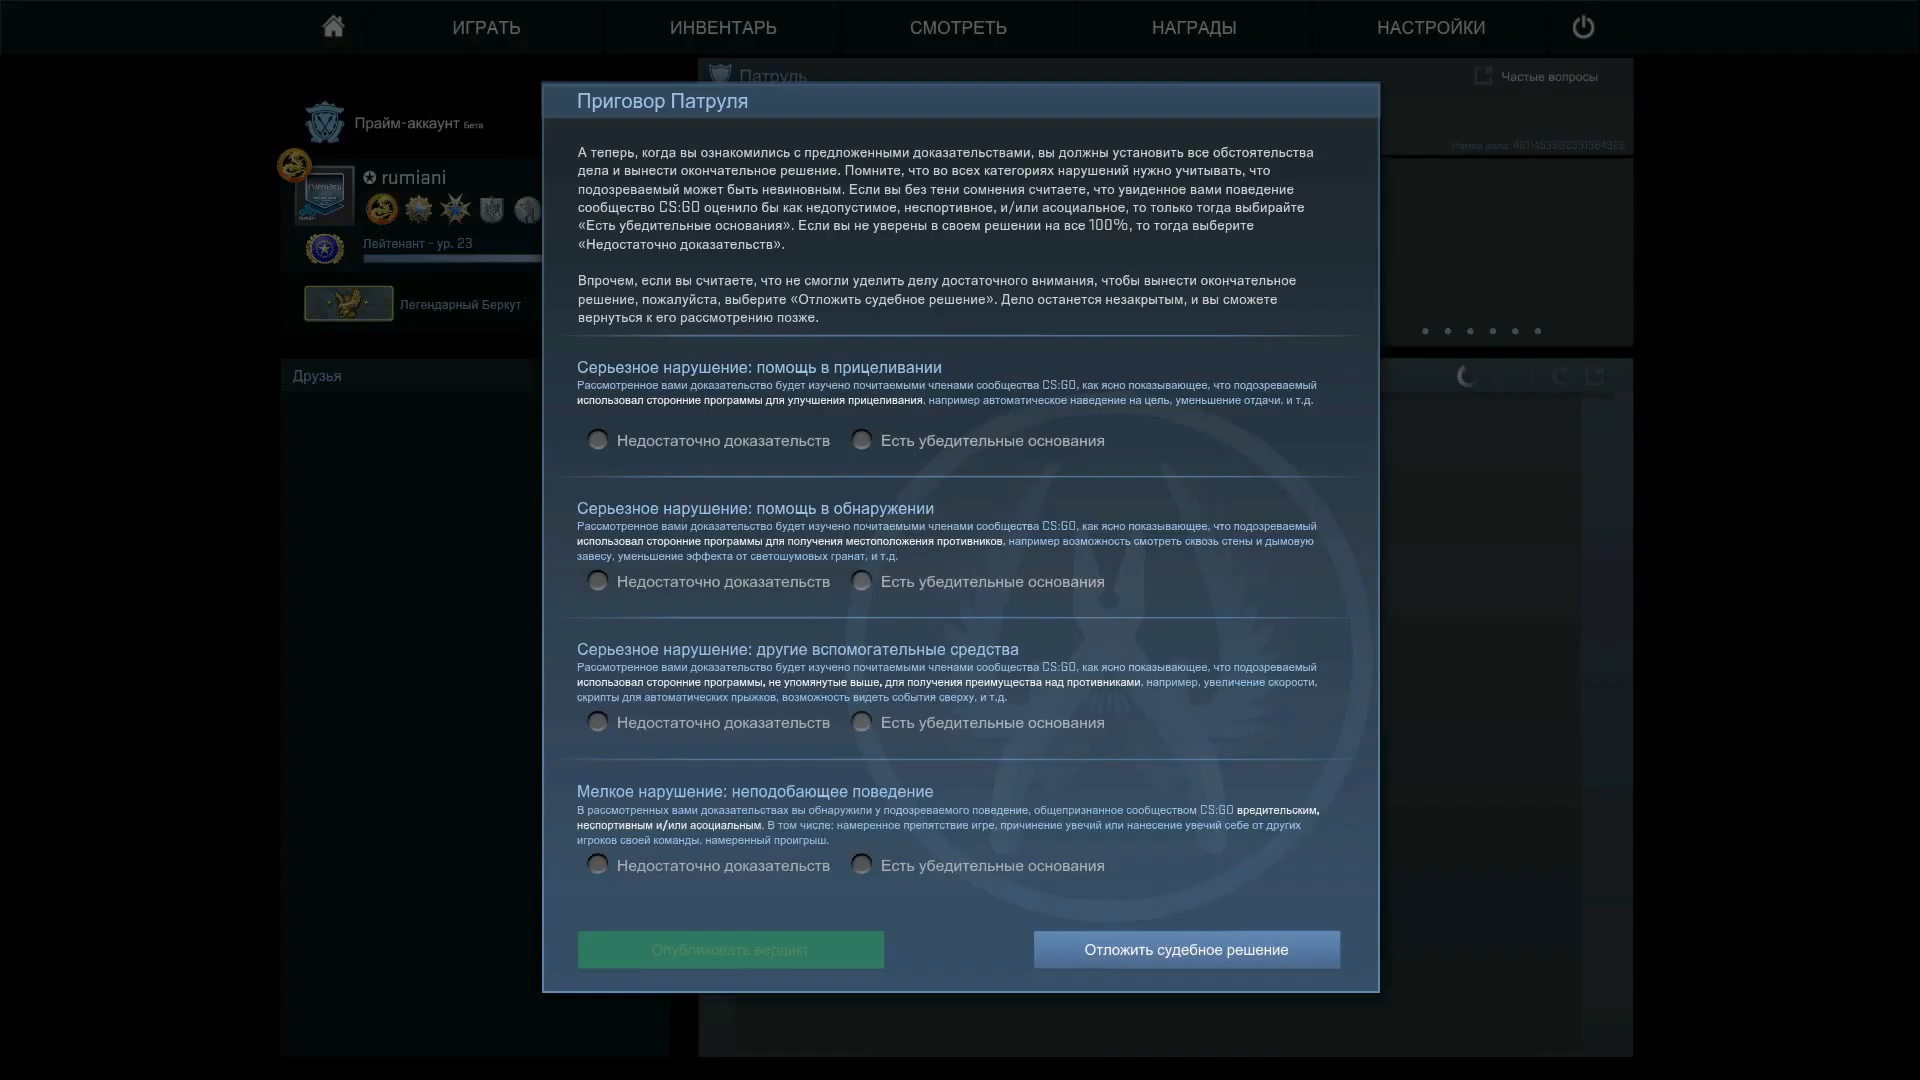 ИГРАТЬ
ИНВЕНТАРЬ
СМОТРЕТЬ
НАГРАДЫ
НАСТРОЙКИ
Патруль
Частые вопросы
Прайм-аккаунт Бета
rumiani
Лейтенант - ур. 23
Легендарный Беркут
Друзья
Приговор Патруля
А теперь, когда вы ознакомились с предложенными доказательствами, вы должны установить все обстоятельства
дела и вынести окончательное решение. Помните, что во всех категориях нарушений нужно учитывать, что
подозреваемый может быть невиновным. Если вы без тени сомнения считаете, что увиденное вами поведение
сообщество CS:GO оценило бы как недопустимое, неспортивное, и/или асоциальное, то только тогда выбирайте
«Есть убедительные основания». Если вы не уверены в своем решении на все 100%, то тогда выберите
«Недостаточно доказательств».
Впрочем, если вы считаете, что не смогли уделить делу достаточного внимания, чтобы вынести окончательное
решение, пожалуйста, выберите «Отложить судебное решение». Дело останется незакрытым, и вы сможете
вернуться к его рассмотрению позже.
Серьезное нарушение: помощь в прицеливании
Рассмотренное вами доказательство будет изучено почитаемыми членами сообщества CS:GO, как ясно показывающее, что подозреваемый
использовал сторонние программы для улучшения прицеливания, например автоматическое наведение на цель, уменьшение отдачи, и т.д.
Недостаточно доказательств
Есть убедительные основания
Серьезное нарушение: помощь в обнаружении
Рассмотренное вами доказательство будет изучено почитаемыми членами сообщества CS:GO, как ясно показывающее, что подозреваемый
использовал сторонние программы для получения местоположения противников, например возможность смотреть сквозь стены и дымовую
завесу, уменьшение эффекта от светошумовых гранат, и т.д.
Недостаточно доказательств
Есть убедительные основания
Серьезное нарушение: другие вспомогательные средства
Рассмотренное вами доказательство будет изучено почитаемыми членами сообщества CS:GO, как ясно показывающее, что подозреваемый
использовал сторонние программы, не упомянутые выше, для получения преимущества над противниками, например, увеличение скорости,
скрипты для автоматических прыжков, возможность видеть события сверху, и т.д.
Недостаточно доказательств
Есть убедительные основания
Мелкое нарушение: неподобающее поведение
В рассмотренных вами доказательствах вы обнаружили у подозреваемого поведение, общепризнанное сообществом CS:GO вредительским,
неспортивным и/или асоциальным. В том числе: намеренное препятствие игре, причинение увечий или нанесение увечий себе от других
игроков своей команды, намеренный проигрыш.
Недостаточно доказательств
Есть убедительные основания
Опубликовать вердикт
Отложить судебное решение